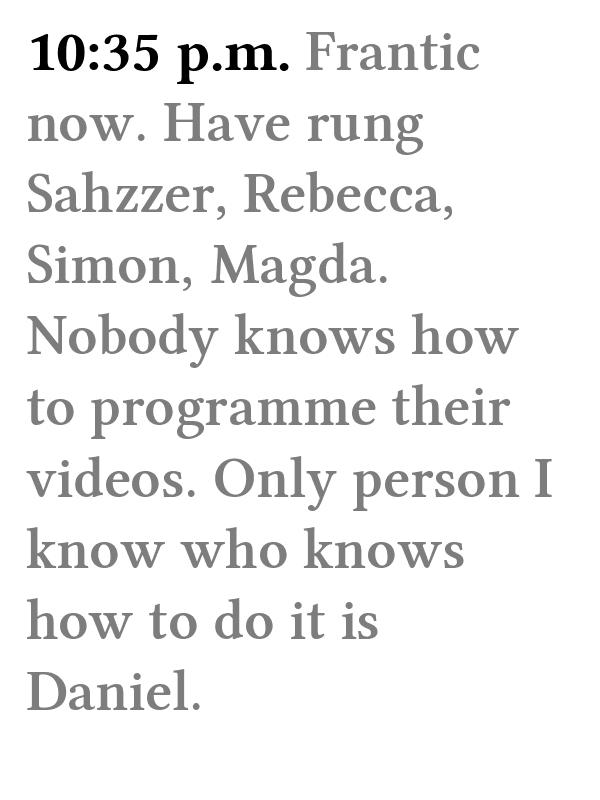 10:35 p.m. Frantic
now. Have rung
Sahzzer, Rebecca,
Simon, Magda.
Nobody knows how
to programme their
videos. Only person I
know who knows
how to do it is
Daniel.